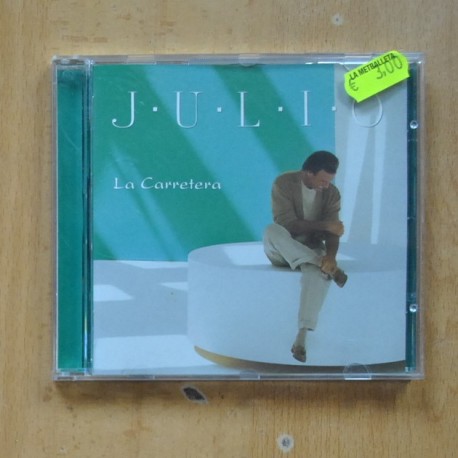 LA METRALLETA
€ 3,00
J·U·L·I·O
La Carretera